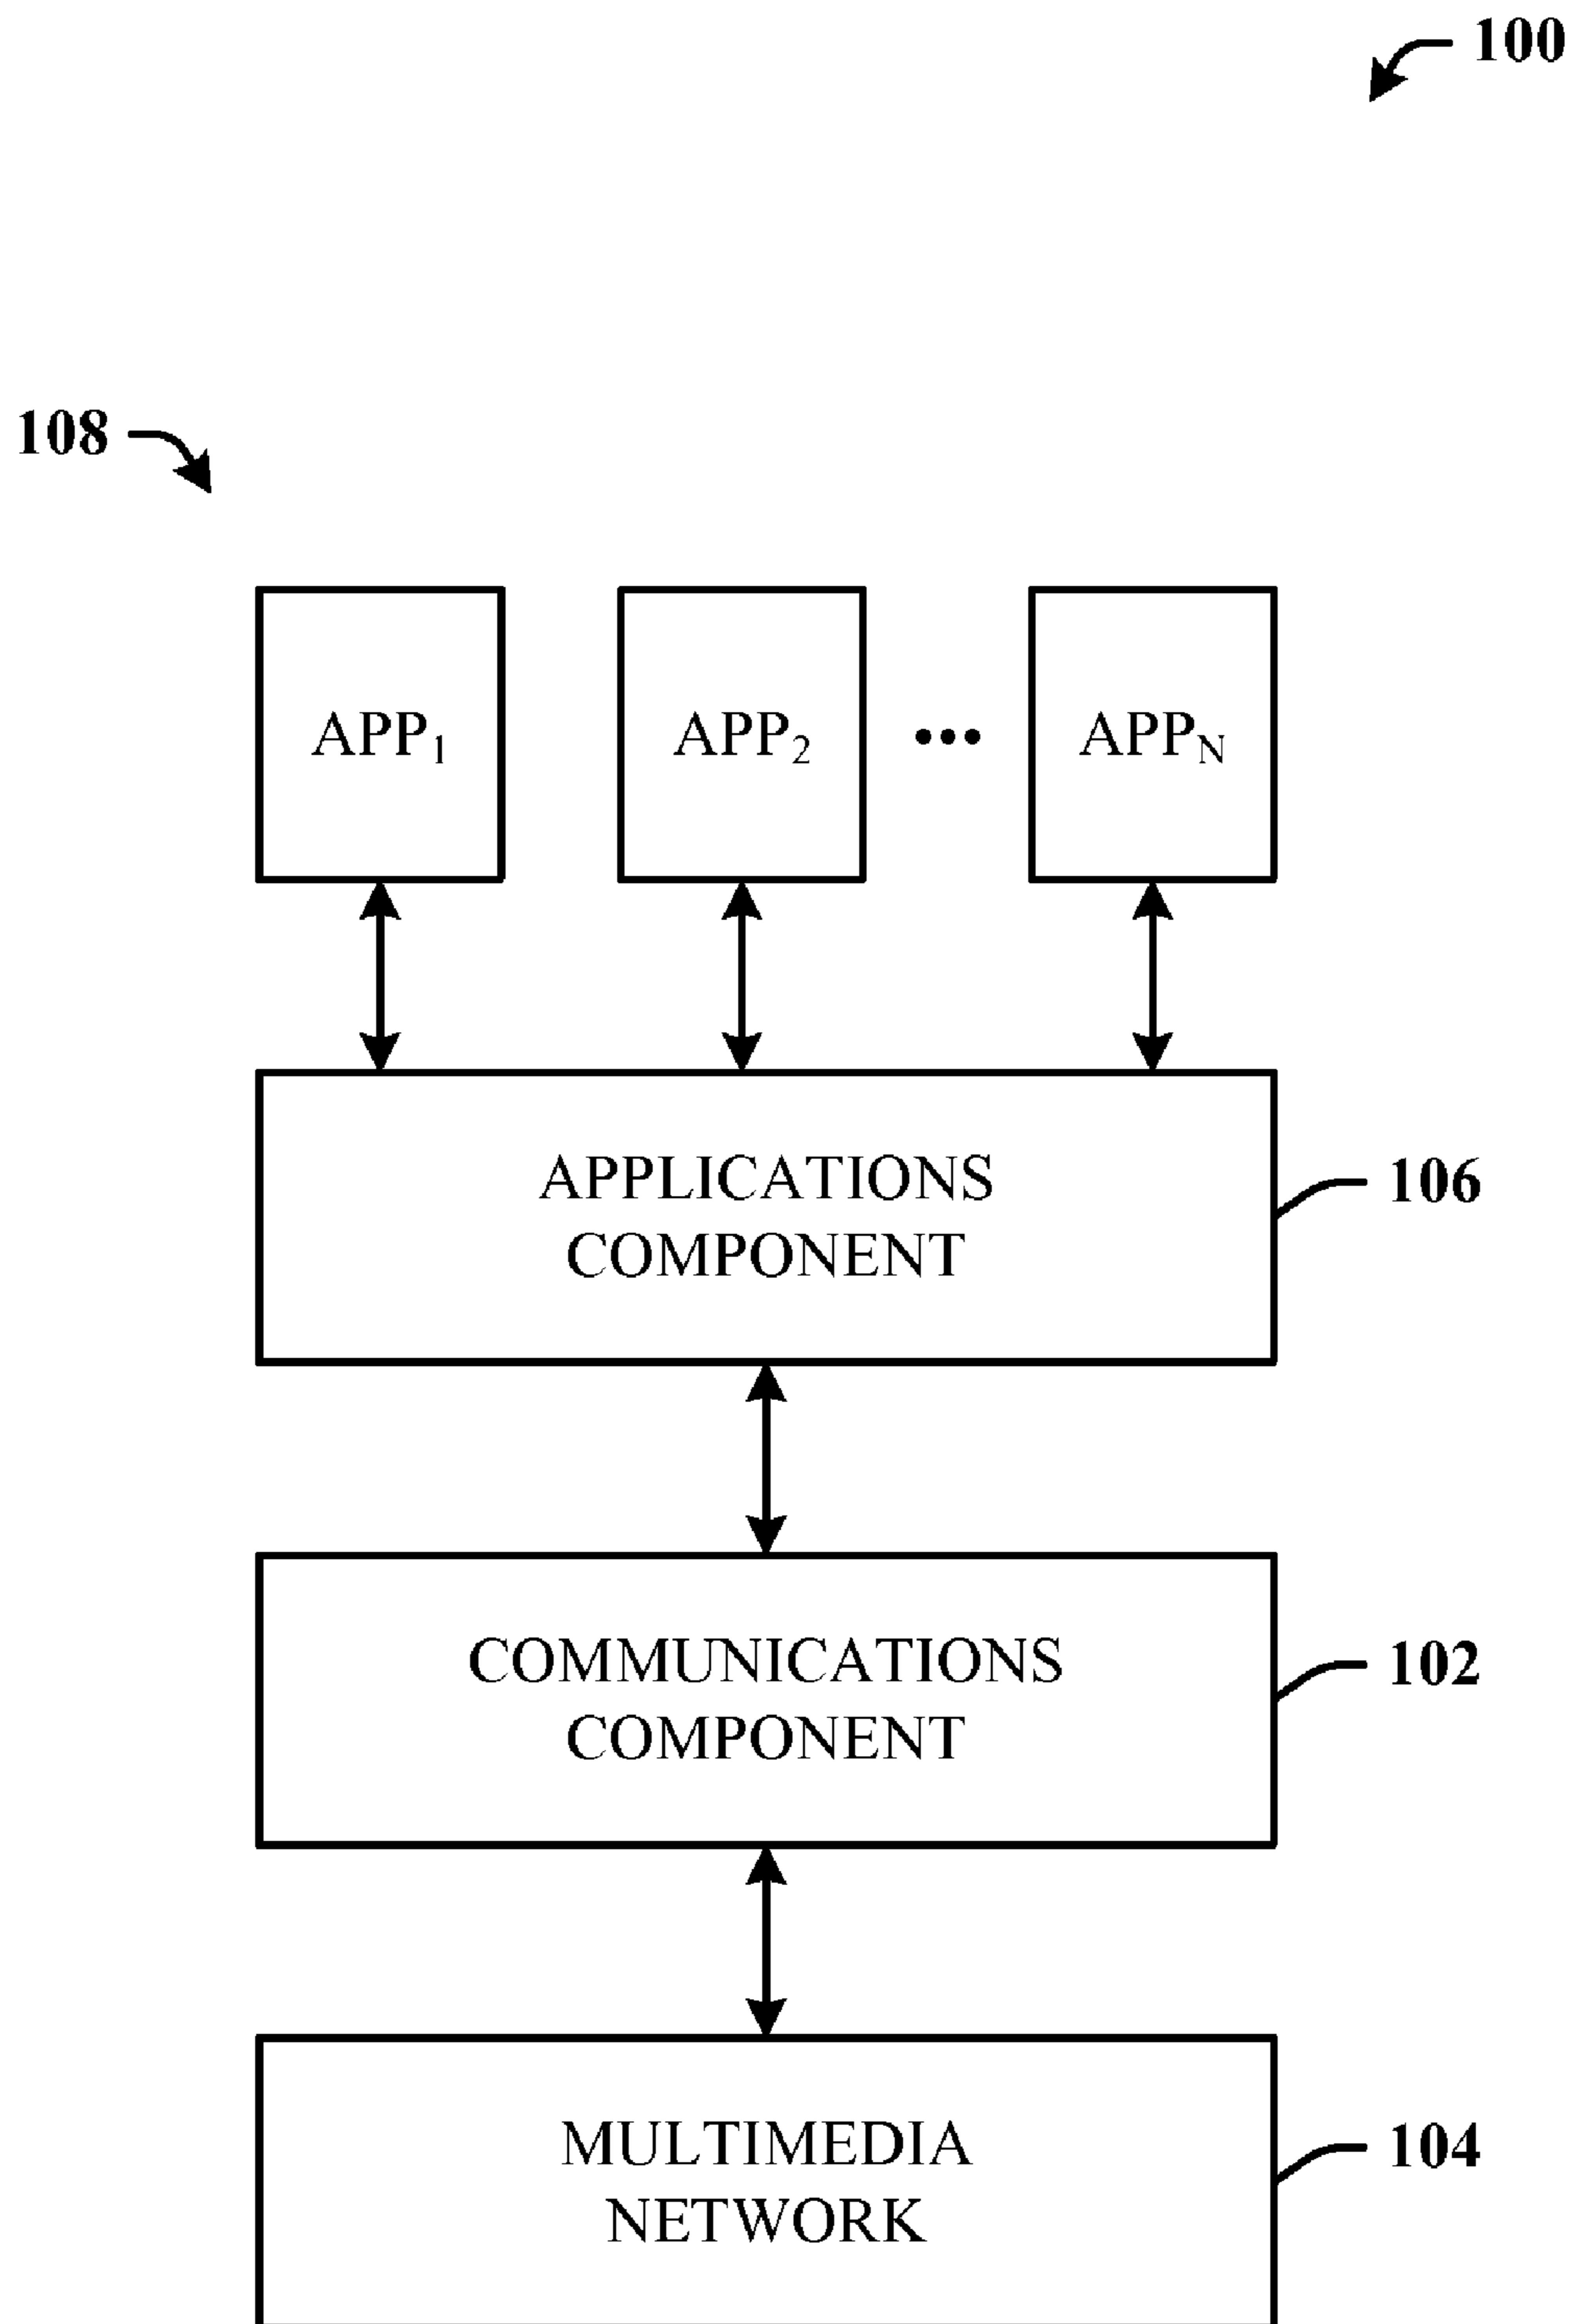 100
108
APP1 APP2 ••• APPN
APPLICATIONS
COMPONENT
106
COMMUNICATIONS
COMPONENT
102
MULTIMEDIA
NETWORK
104